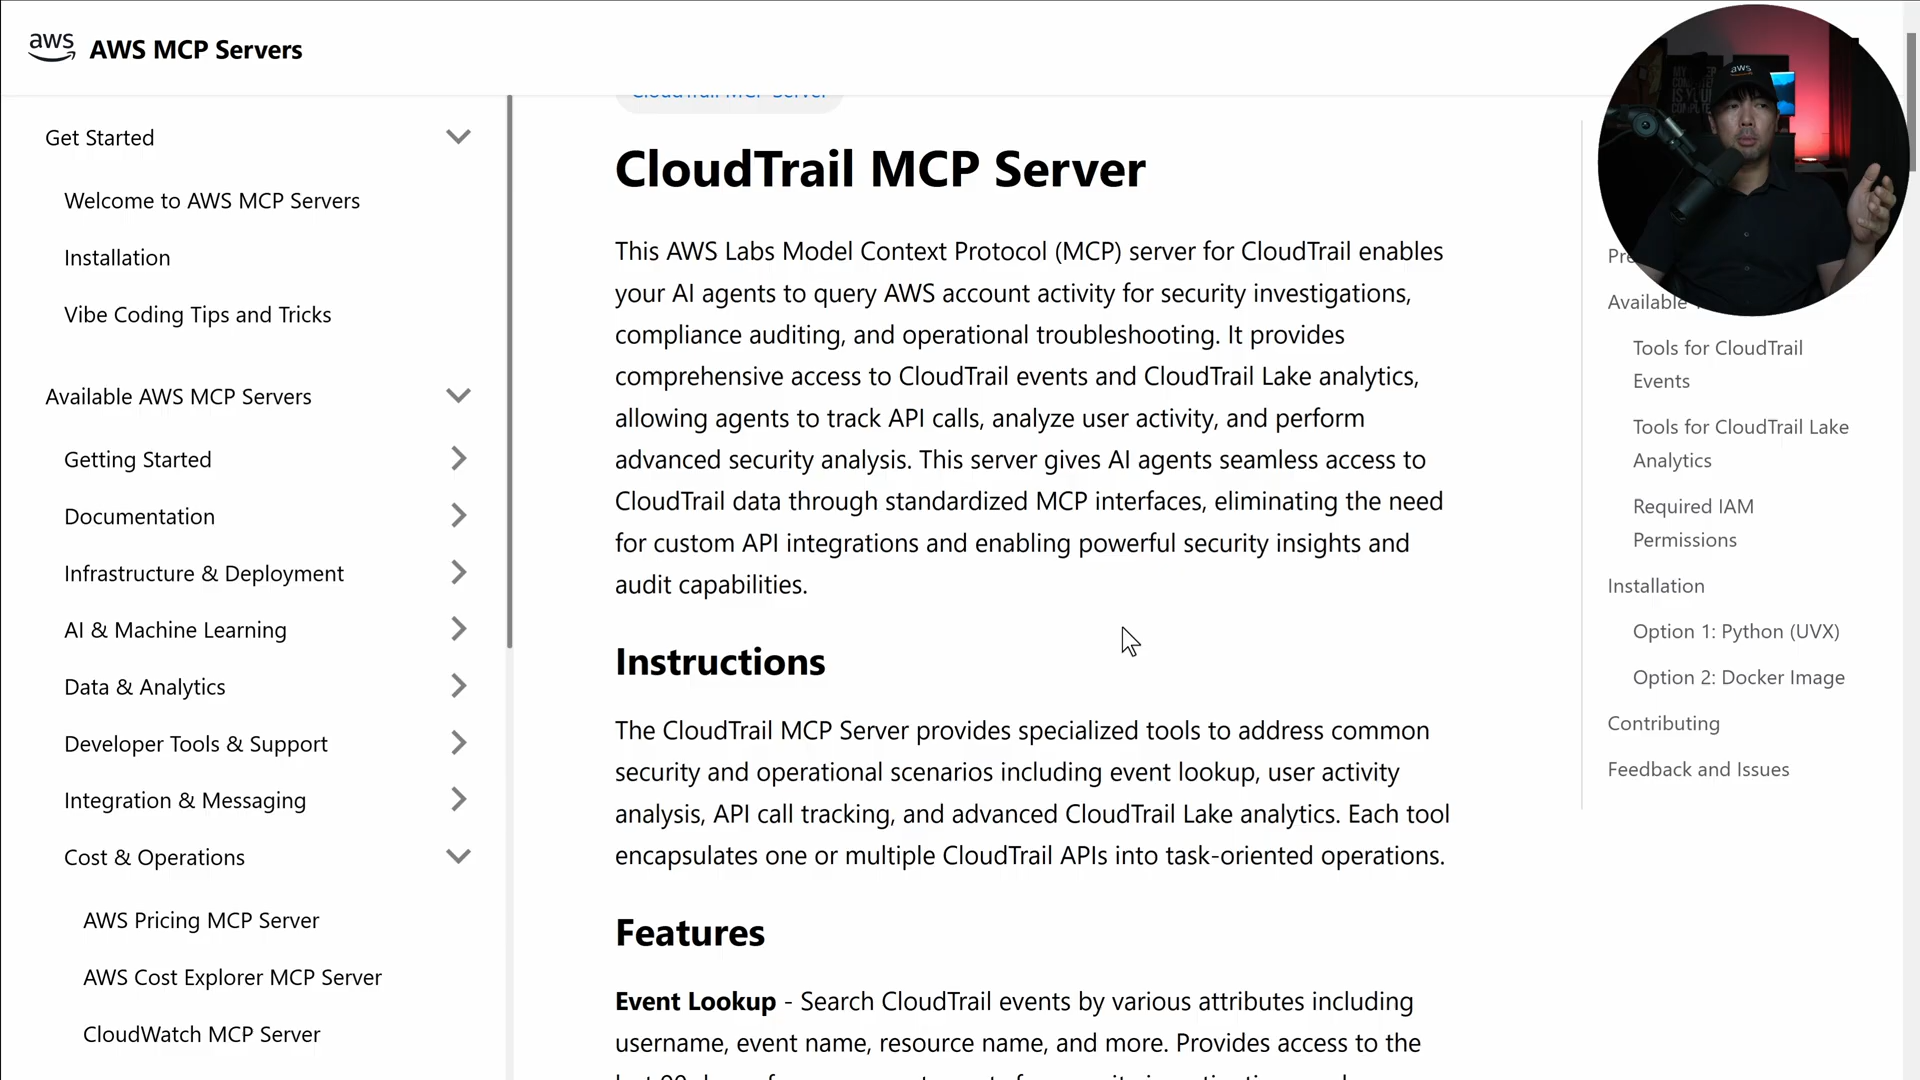 aws AWS MCP Servers
Get Started
Welcome to AWS MCP Servers
Installation
Vibe Coding Tips and Tricks
Available AWS MCP Servers
Getting Started
Documentation
Infrastructure & Deployment
AI & Machine Learning
Data & Analytics
Developer Tools & Support
Integration & Messaging
Cost & Operations
AWS Pricing MCP Server
AWS Cost Explorer MCP Server
CloudWatch MCP Server
CloudTrail MCP Server
CloudTrail MCP Server
This AWS Labs Model Context Protocol (MCP) server for CloudTrail enables
your AI agents to query AWS account activity for security investigations,
compliance auditing, and operational troubleshooting. It provides
comprehensive access to CloudTrail events and CloudTrail Lake analytics,
allowing agents to track API calls, analyze user activity, and perform
advanced security analysis. This server gives AI agents seamless access to
CloudTrail data through standardized MCP interfaces, eliminating the need
for custom API integrations and enabling powerful security insights and
audit capabilities.
Instructions
The CloudTrail MCP Server provides specialized tools to address common
security and operational scenarios including event lookup, user activity
analysis, API call tracking, and advanced CloudTrail Lake analytics. Each tool
encapsulates one or multiple CloudTrail APIs into task-oriented operations.
Features
Event Lookup - Search CloudTrail events by various attributes including
username, event name, resource name, and more. Provides access to the
aws
MY
IS
Available
Tools for CloudTrail
Events
Tools for CloudTrail Lake
Analytics
Required IAM
Permissions
Installation
Option 1: Python (UVX)
Option 2: Docker Image
Contributing
Feedback and Issues